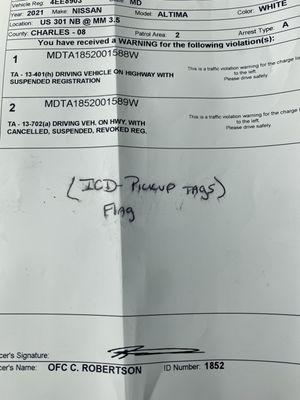 Vehicle Reg: 4EE8903 MD
Year: 2021 Make: NISSAN Model: ALTIMA Color: WHITE
Location: US 301 NB @ MM 3.5
County: CHARLES - 08 Patrol Area: 2 Arrest Type: A
You have received a WARNING for the following violation(s):
1 MDTA1852001588W
This is a traffic violation warning for the charge li
to the left.
Please drive safely
TA - 13-401(h) DRIVING VEHICLE ON HIGHWAY WITH
SUSPENDED REGISTRATION
2 MDTA1852001589W
This is a traffic violation warning for the charge lis
to the left.
Please drive safely
TA - 13-702(a) DRIVING VEH. ON HWY. WITH
CANCELLED, SUSPENDED, REVOKED REG.
(ICD- PICKUP TAGS)
FLAG
cer's Signature:
cer's Name: OFC C. ROBERTSON ID Number: 1852